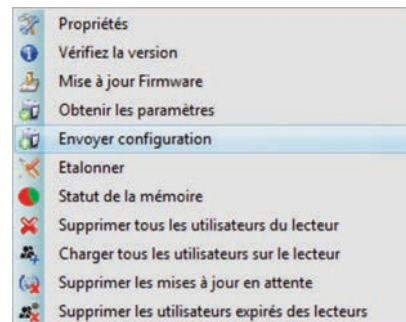 Propriétés
Vérifiez la version
Mise à jour Firmware
Obtenir les paramètres
Envoyer configuration
Etalonner
Statut de la mémoire
Supprimer tous les utilisateurs du lecteur
Charger tous les utilisateurs sur le lecteur
Supprimer les mises à jour en attente
Supprimer les utilisateurs expirés des lecteurs